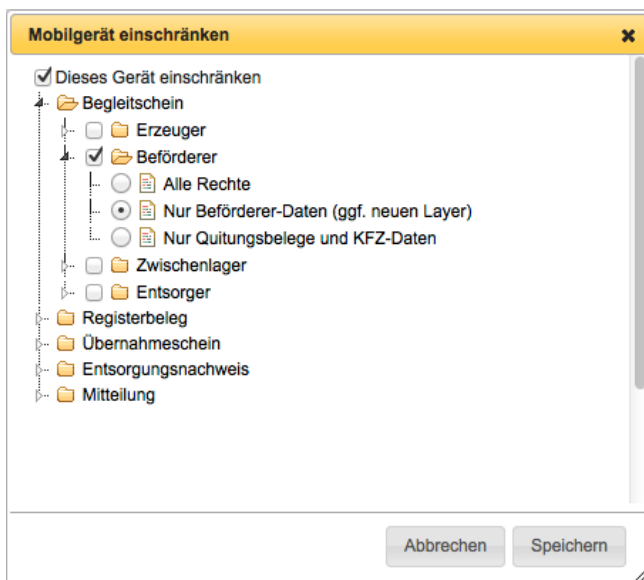 Mobilgerät einschränken
Dieses Gerät einschränken
Begleitschein
Erzeuger
Beförderer
Alle Rechte
Nur Beförderer-Daten (ggf. neuen Layer)
Nur Quitungsbelege und KFZ-Daten
Zwischenlager
Entsorger
Registerbeleg
Übernahmeschein
Entsorgungsnachweis
Mitteilung
Abbrechen Speichern